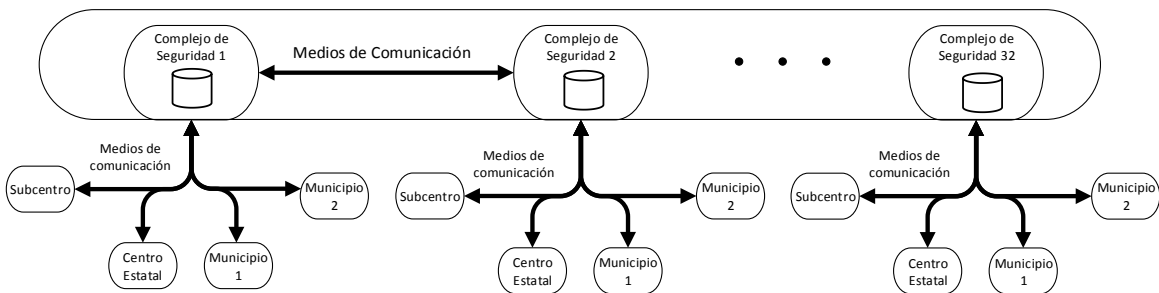 Complejo de
Seguridad 1
Medios de Comunicación
Complejo de
Seguridad 2
Complejo de
Seguridad 32
Medios de
comunicación
Subcentro
Municipio
2
Centro
Estatal
Municipio
1
Medios de
comunicación
Subcentro
Municipio
2
Centro
Estatal
Municipio
1
Medios de
comunicación
Subcentro
Municipio
2
Centro
Estatal
Municipio
1